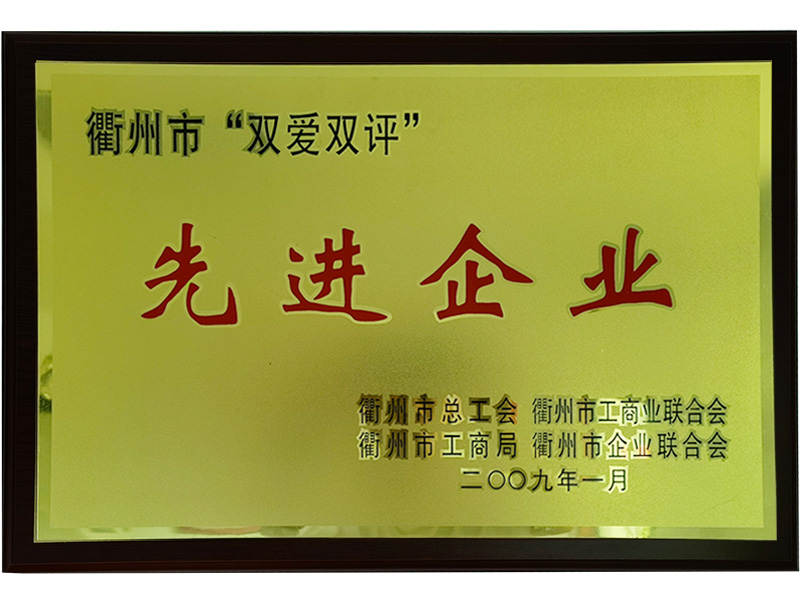 衢州市“双爱双评”
先进企业
衢州市总工会 衢州市工商业联合会
衢州市工商局 衢州市企业联合会
二〇〇九年一月